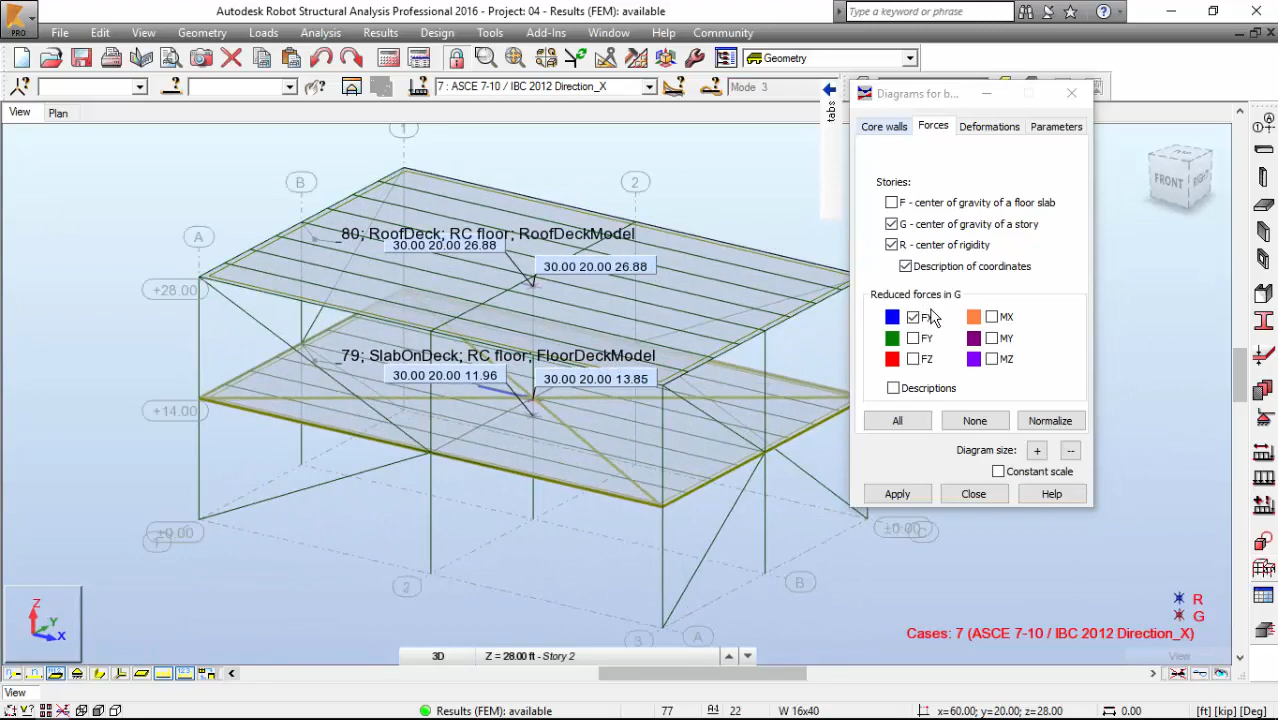 Autodesk Robot Structural Analysis Professional 2016 - Project: 04 - Results (FEM): available
Type a keyword or phrase
PRO
File Edit View Geometry Loads Analysis Results Design Tools Add-Ins Window Help Community
Geometry
7 : ASCE 7-10 / IBC 2012 Direction_X
Mode 3
View Plan
tabs
Diagrams for b...
Core walls Forces Deformations Parameters
Stories:
F - center of gravity of a floor slab
G - center of gravity of a story
R - center of rigidity
Description of coordinates
Reduced forces in G
MX
FY MY
FZ MZ
Descriptions
All None Normalize
Diagram size: + --
Constant scale
Apply Close Help
FRONT RIGHT
1
B
2
A
_80; RoofDeck; RC floor; RoofDeckModel
30.00 20.00 26.88
30.00 20.00 26.88
+28.00
_79; SlabOnDeck; RC floor; FloorDeckModel
30.00 20.00 11.96
30.00 20.00 13.85
+14.00
±0.00
±0.00
C
2
B
3
A
Z
Y
X
R
G
Cases: 7 (ASCE 7-10 / IBC 2012 Direction_X)
3D Z = 28.00 ft - Story 2
View
View
Results (FEM): available 77 22 W 16x40 x=60.00; y=20.00; z=28.00 0.00 [ft] [kip] [Deg]